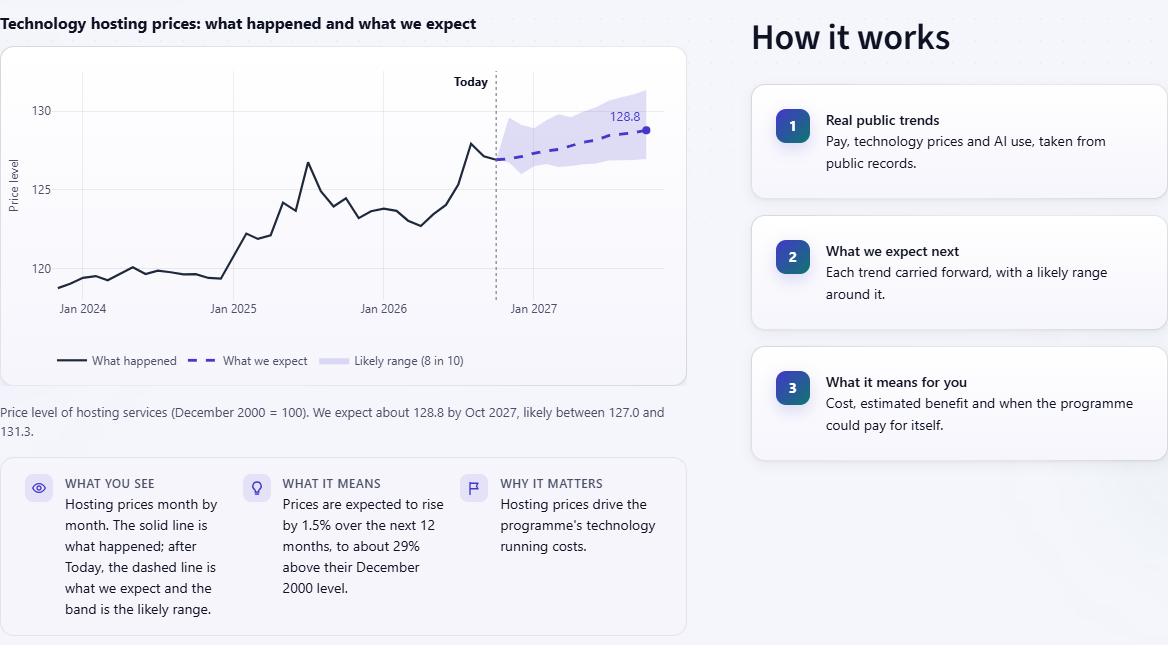 Technology hosting prices: what happened and what we expect
Today
128.8
130
125
120
Price level
Jan 2024
Jan 2025
Jan 2026
Jan 2027
What happened
What we expect
Likely range (8 in 10)
Price level of hosting services (December 2000 = 100). We expect about 128.8 by Oct 2027, likely between 127.0 and
131.3.
WHAT YOU SEE
Hosting prices month by
month. The solid line is
what happened; after
Today, the dashed line is
what we expect and the
band is the likely range.
WHAT IT MEANS
Prices are expected to rise
by 1.5% over the next 12
months, to about 29%
above their December
2000 level.
WHY IT MATTERS
Hosting prices drive the
programme's technology
running costs.
How it works
1
Real public trends
Pay, technology prices and AI use, taken from
public records.
2
What we expect next
Each trend carried forward, with a likely range
around it.
3
What it means for you
Cost, estimated benefit and when the programme
could pay for itself.